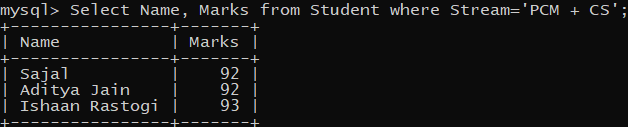 mysql> Select Name, Marks from Student where Stream='PCM + CS';
+----------------+-------+
| Name           | Marks |
+----------------+-------+
| Sajal          |    92 |
| Aditya Jain    |    92 |
| Ishaan Rastogi |    93 |
+----------------+-------+